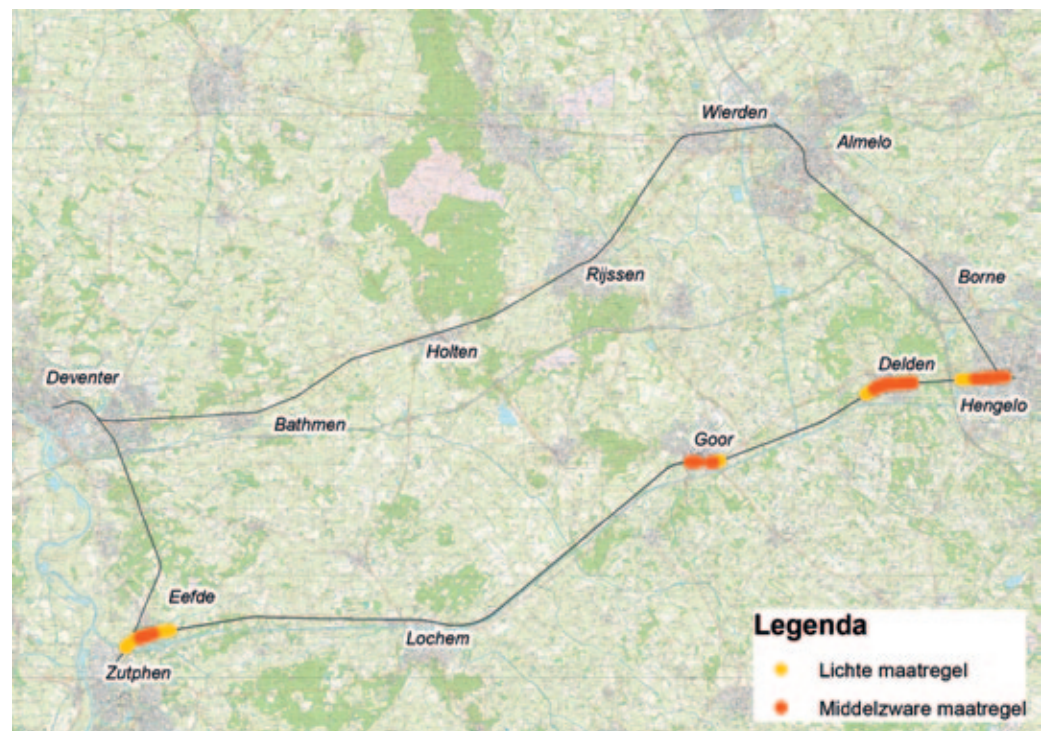 Wierden
Almelo
Rijssen
Borne
Holten
Delden
Deventer
Hengelo
Bathmen
Goor
Eefde
Lochem
Zutphen
Legenda
Lichte maatregel
Middelzware maatregel